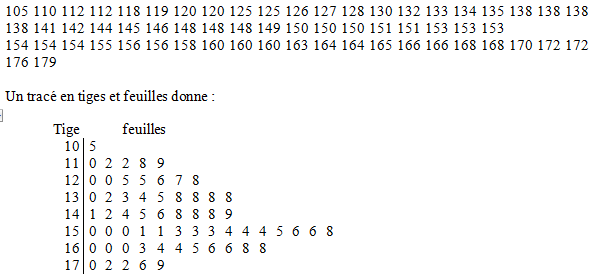 105 110 112 112 118 119 120 120 125 125 126 127 128 130 132 133 134 135 138 138 138
138 141 142 144 145 146 148 148 148 149 150 150 150 151 151 153 153 153
154 154 154 155 156 156 158 160 160 160 163 164 164 165 166 166 168 168 170 172 172
176 179
Un tracé en tiges et feuilles donne :
Tige feuilles
10 5
11 0 2 2 8 9
12 0 0 5 5 6 7 8
13 0 2 3 4 5 8 8 8 8
14 1 2 4 5 6 8 8 8 9
15 0 0 0 1 1 3 3 3 4 4 4 5 6 6 8
16 0 0 0 3 4 4 5 6 6 8 8
17 0 2 2 6 9